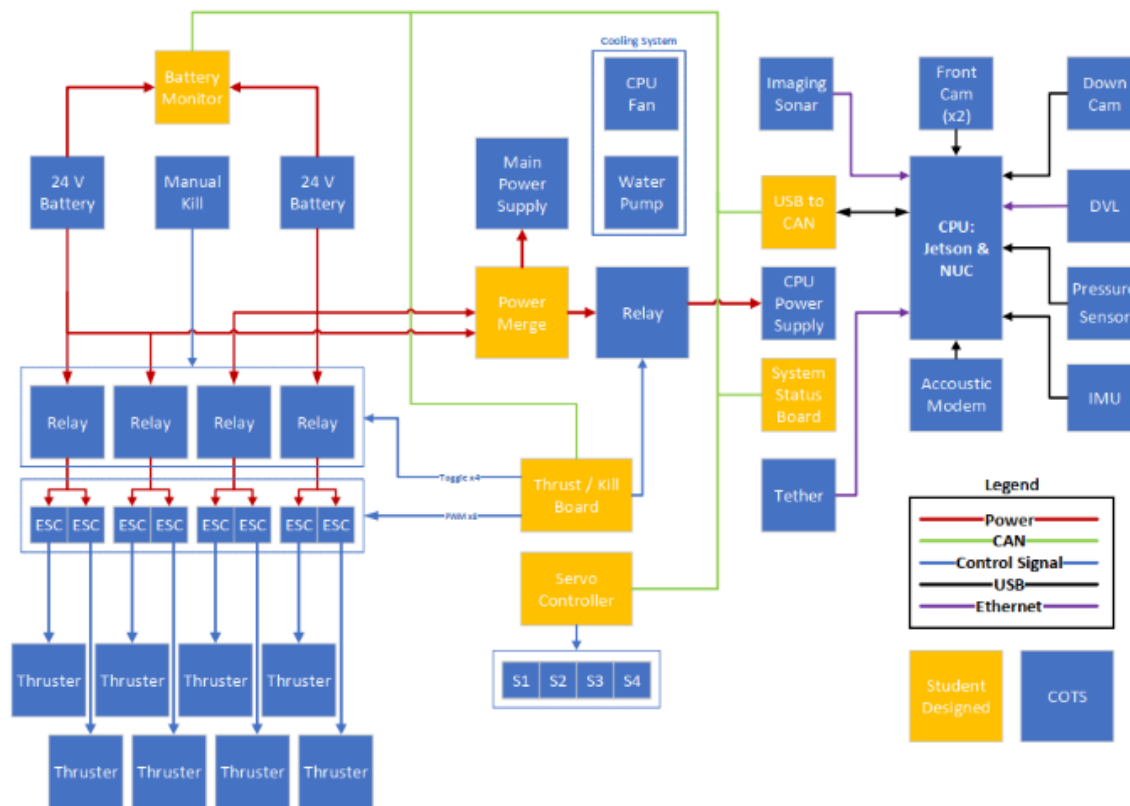 Cooling System
Battery
Monitor
CPU
Fan
Imaging
Sonar
Front
Cam
(x2)
Down
Cam
24 V
Battery
Manual
Kill
24 V
Battery
Main
Power
Supply
Water
Pump
USB to
CAN
CPU:
Jetson &
NUC
DVL
Power
Merge
Relay
CPU
Power
Supply
Pressure
Sensor
Relay
Relay
Relay
Relay
System
Status
Board
Accoustic
Modem
IMU
Toggle x4
Thrust / Kill
Board
Tether
ESC
ESC
ESC
ESC
ESC
ESC
ESC
ESC
PWM x8
Servo
Controller
S1
S2
S3
S4
Thruster
Thruster
Thruster
Thruster
Thruster
Thruster
Thruster
Thruster
Legend
Power
CAN
Control Signal
USB
Ethernet
Student
Designed
COTS